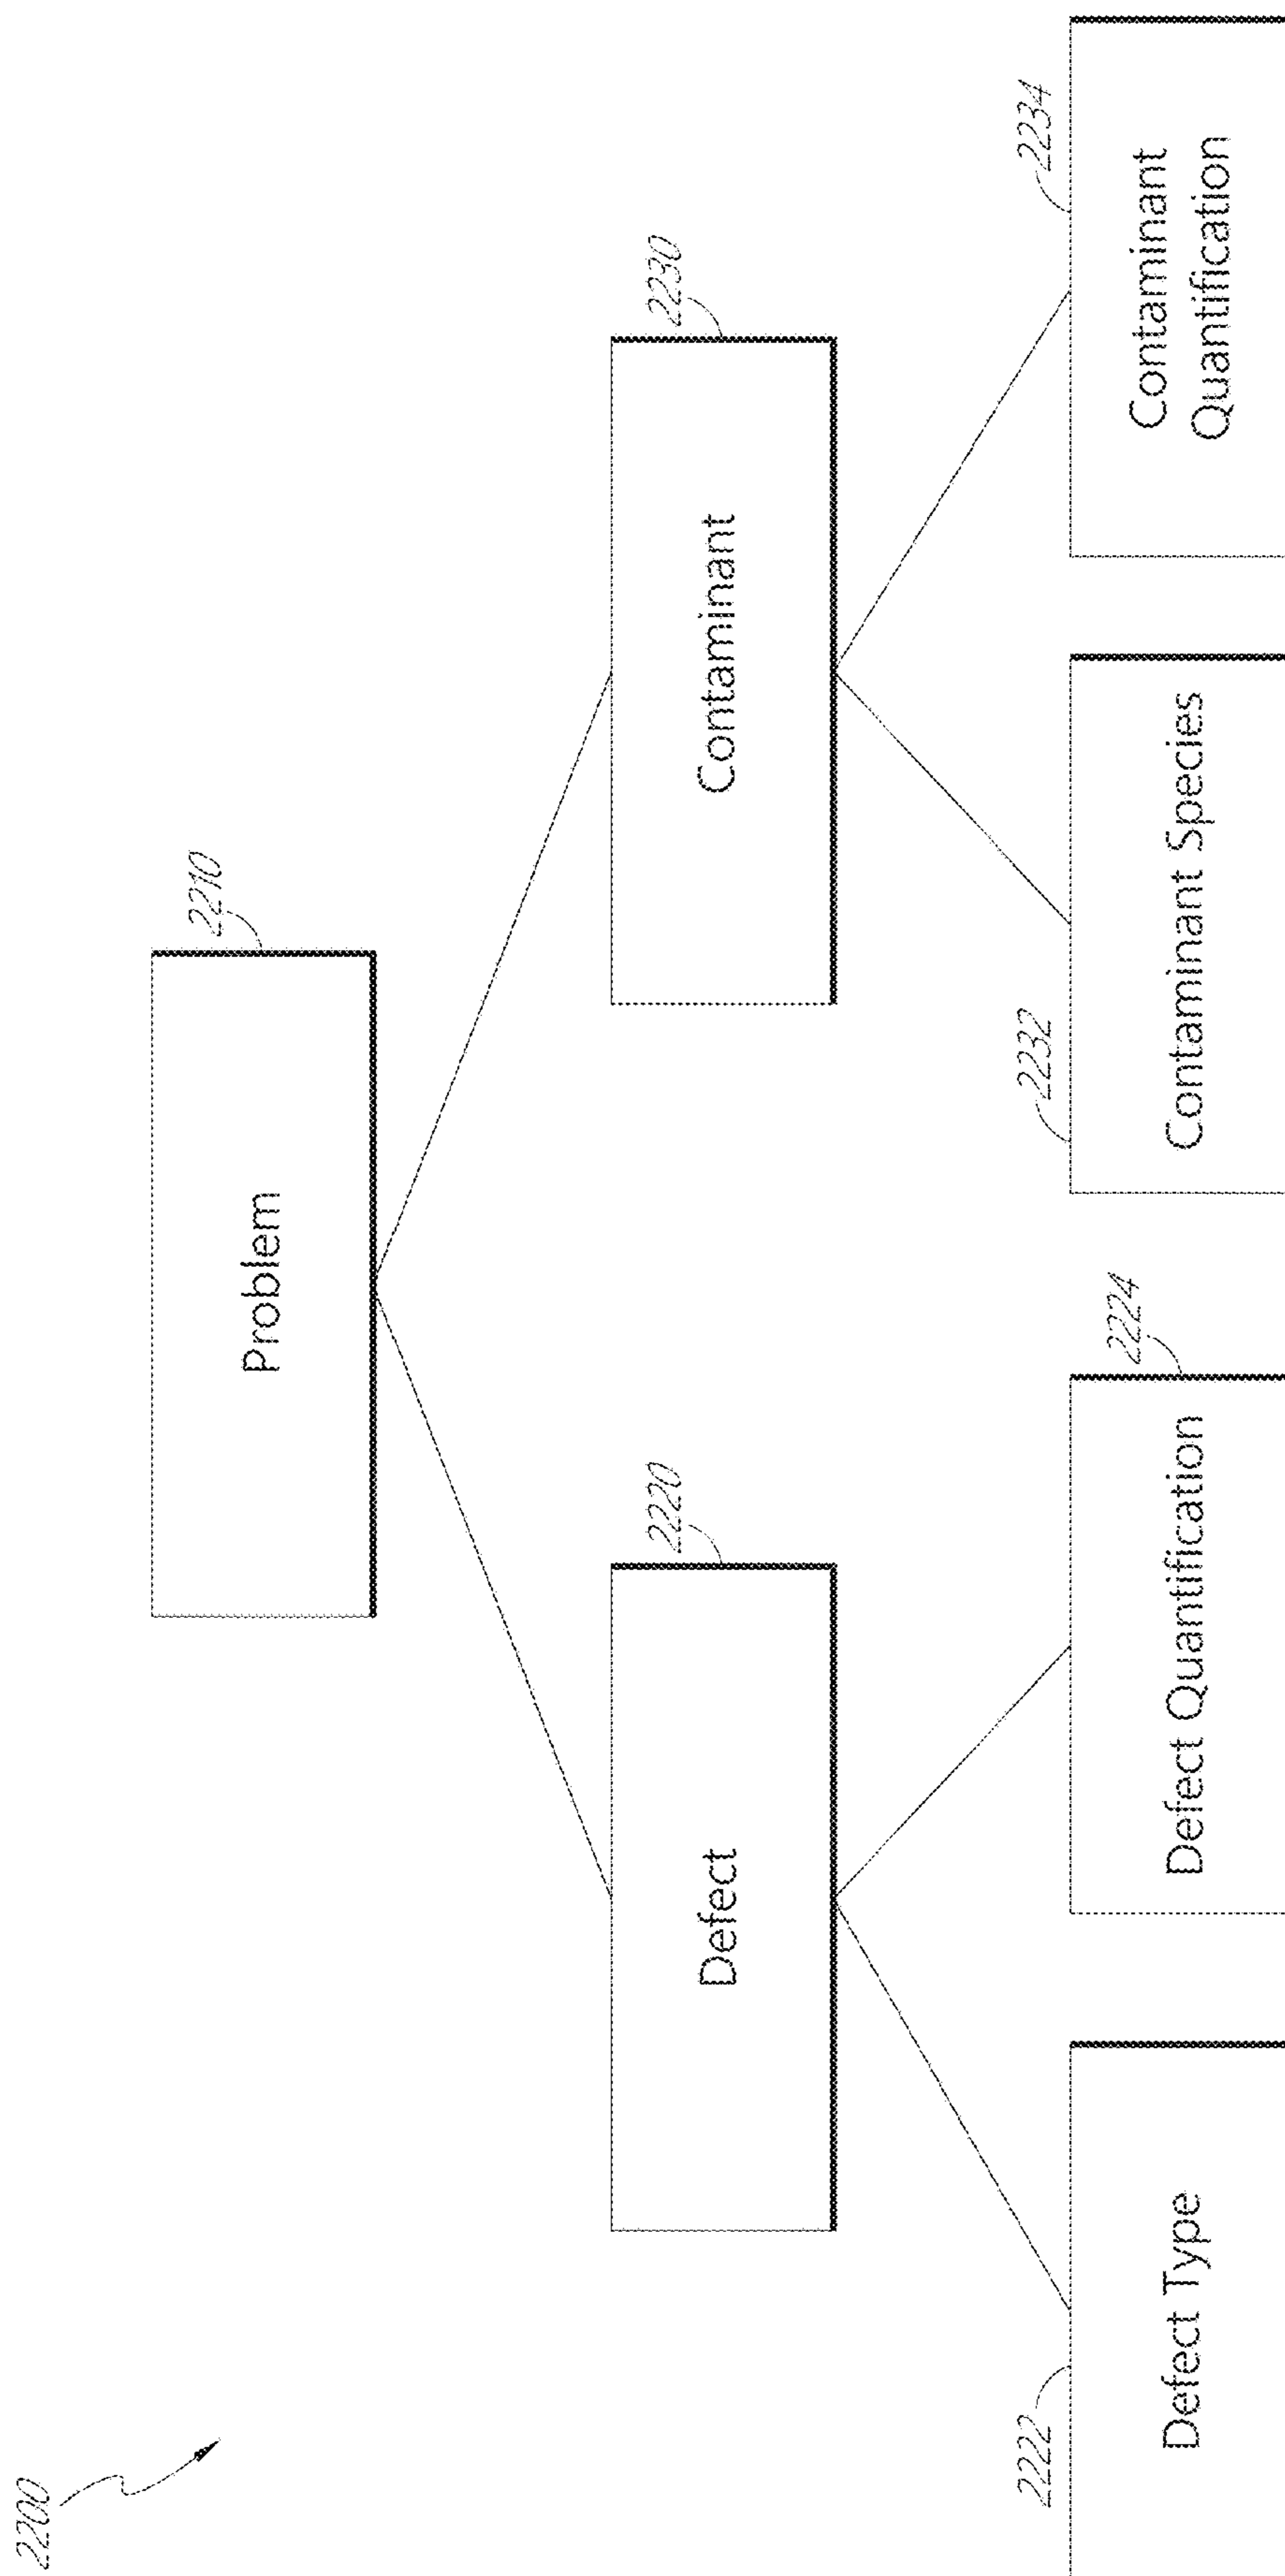 2200
Problem
2210
Defect
2220
Contaminant
2230
2222
Defect Type
Defect Quantification
2224
2232
Contaminant Species
2234
Contaminant
Quantification